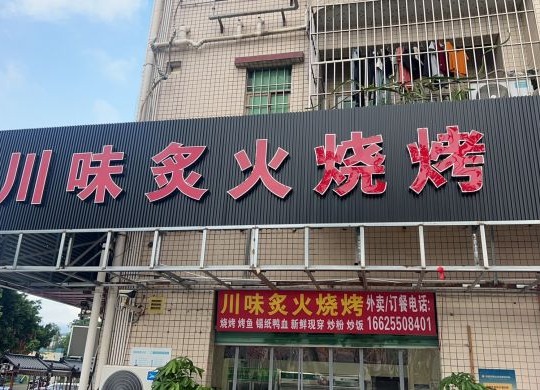 川味炙火烧烤
川味炙火烧烤 外卖/订餐电话:
烧烤 烤鱼 锡纸鸭血 新鲜现穿 炒粉 炒饭 16625508401